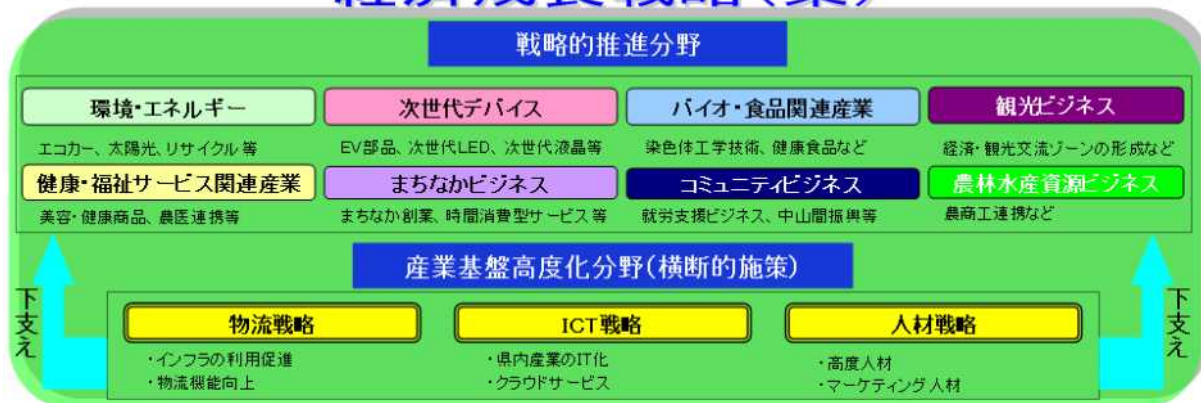 経済成長戦略(案)
戦略的推進分野
環境・エネルギー
次世代デバイス
バイオ・食品関連産業
観光ビジネス
エコカー、太陽光、リサイクル 等
EV部品、次世代LED、次世代液晶等
染色体工学技術、健康食品など
経済・観光交流ゾーンの形成など
健康・福祉サービス関連産業
まちなかビジネス
コミュニティビジネス
農林水産資源ビジネス
美容・健康商品、農医連携等
まちなか創業、時間消費型サービス等
就労支援ビジネス、中山間振興等
農商工連携など
産業基盤高度化分野(横断的施策)
下支え
下支え
物流戦略
ICT戦略
人材戦略
・インフラの利用促進
・県内産業のIT化
・高度人材
・物流機能向上
・クラウドサービス
・マーケティング人材